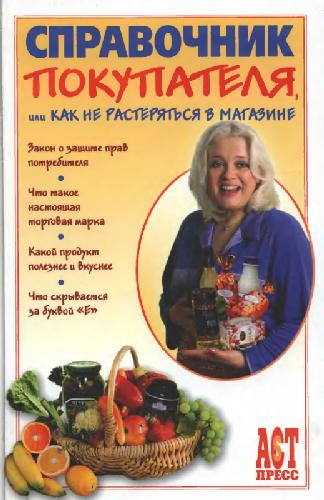 СПРАВОЧНИК
ПОКУПАТЕЛЯ,
или КАК НЕ РАСТЕРЯТЬСЯ В МАГАЗИНЕ
Закон о защите прав
потребителя
•
Что такое
настоящая
торговая марка
•
Какой продукт
полезнее и вкуснее
•
Что скрывается
за буквой «Е»
АСТ
ПРЕСС